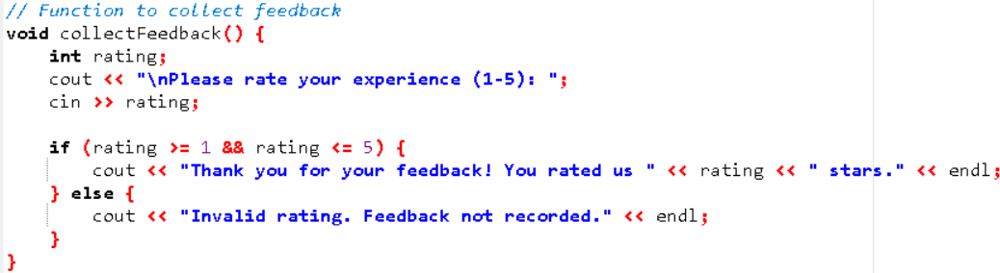 // Function to collect feedback
void collectFeedback() {
    int rating;
    cout << "\nPlease rate your experience (1-5): ";
    cin >> rating;

    if (rating >= 1 && rating <= 5) {
        cout << "Thank you for your feedback! You rated us " << rating << " stars." << endl;
    } else {
        cout << "Invalid rating. Feedback not recorded." << endl;
    }
}